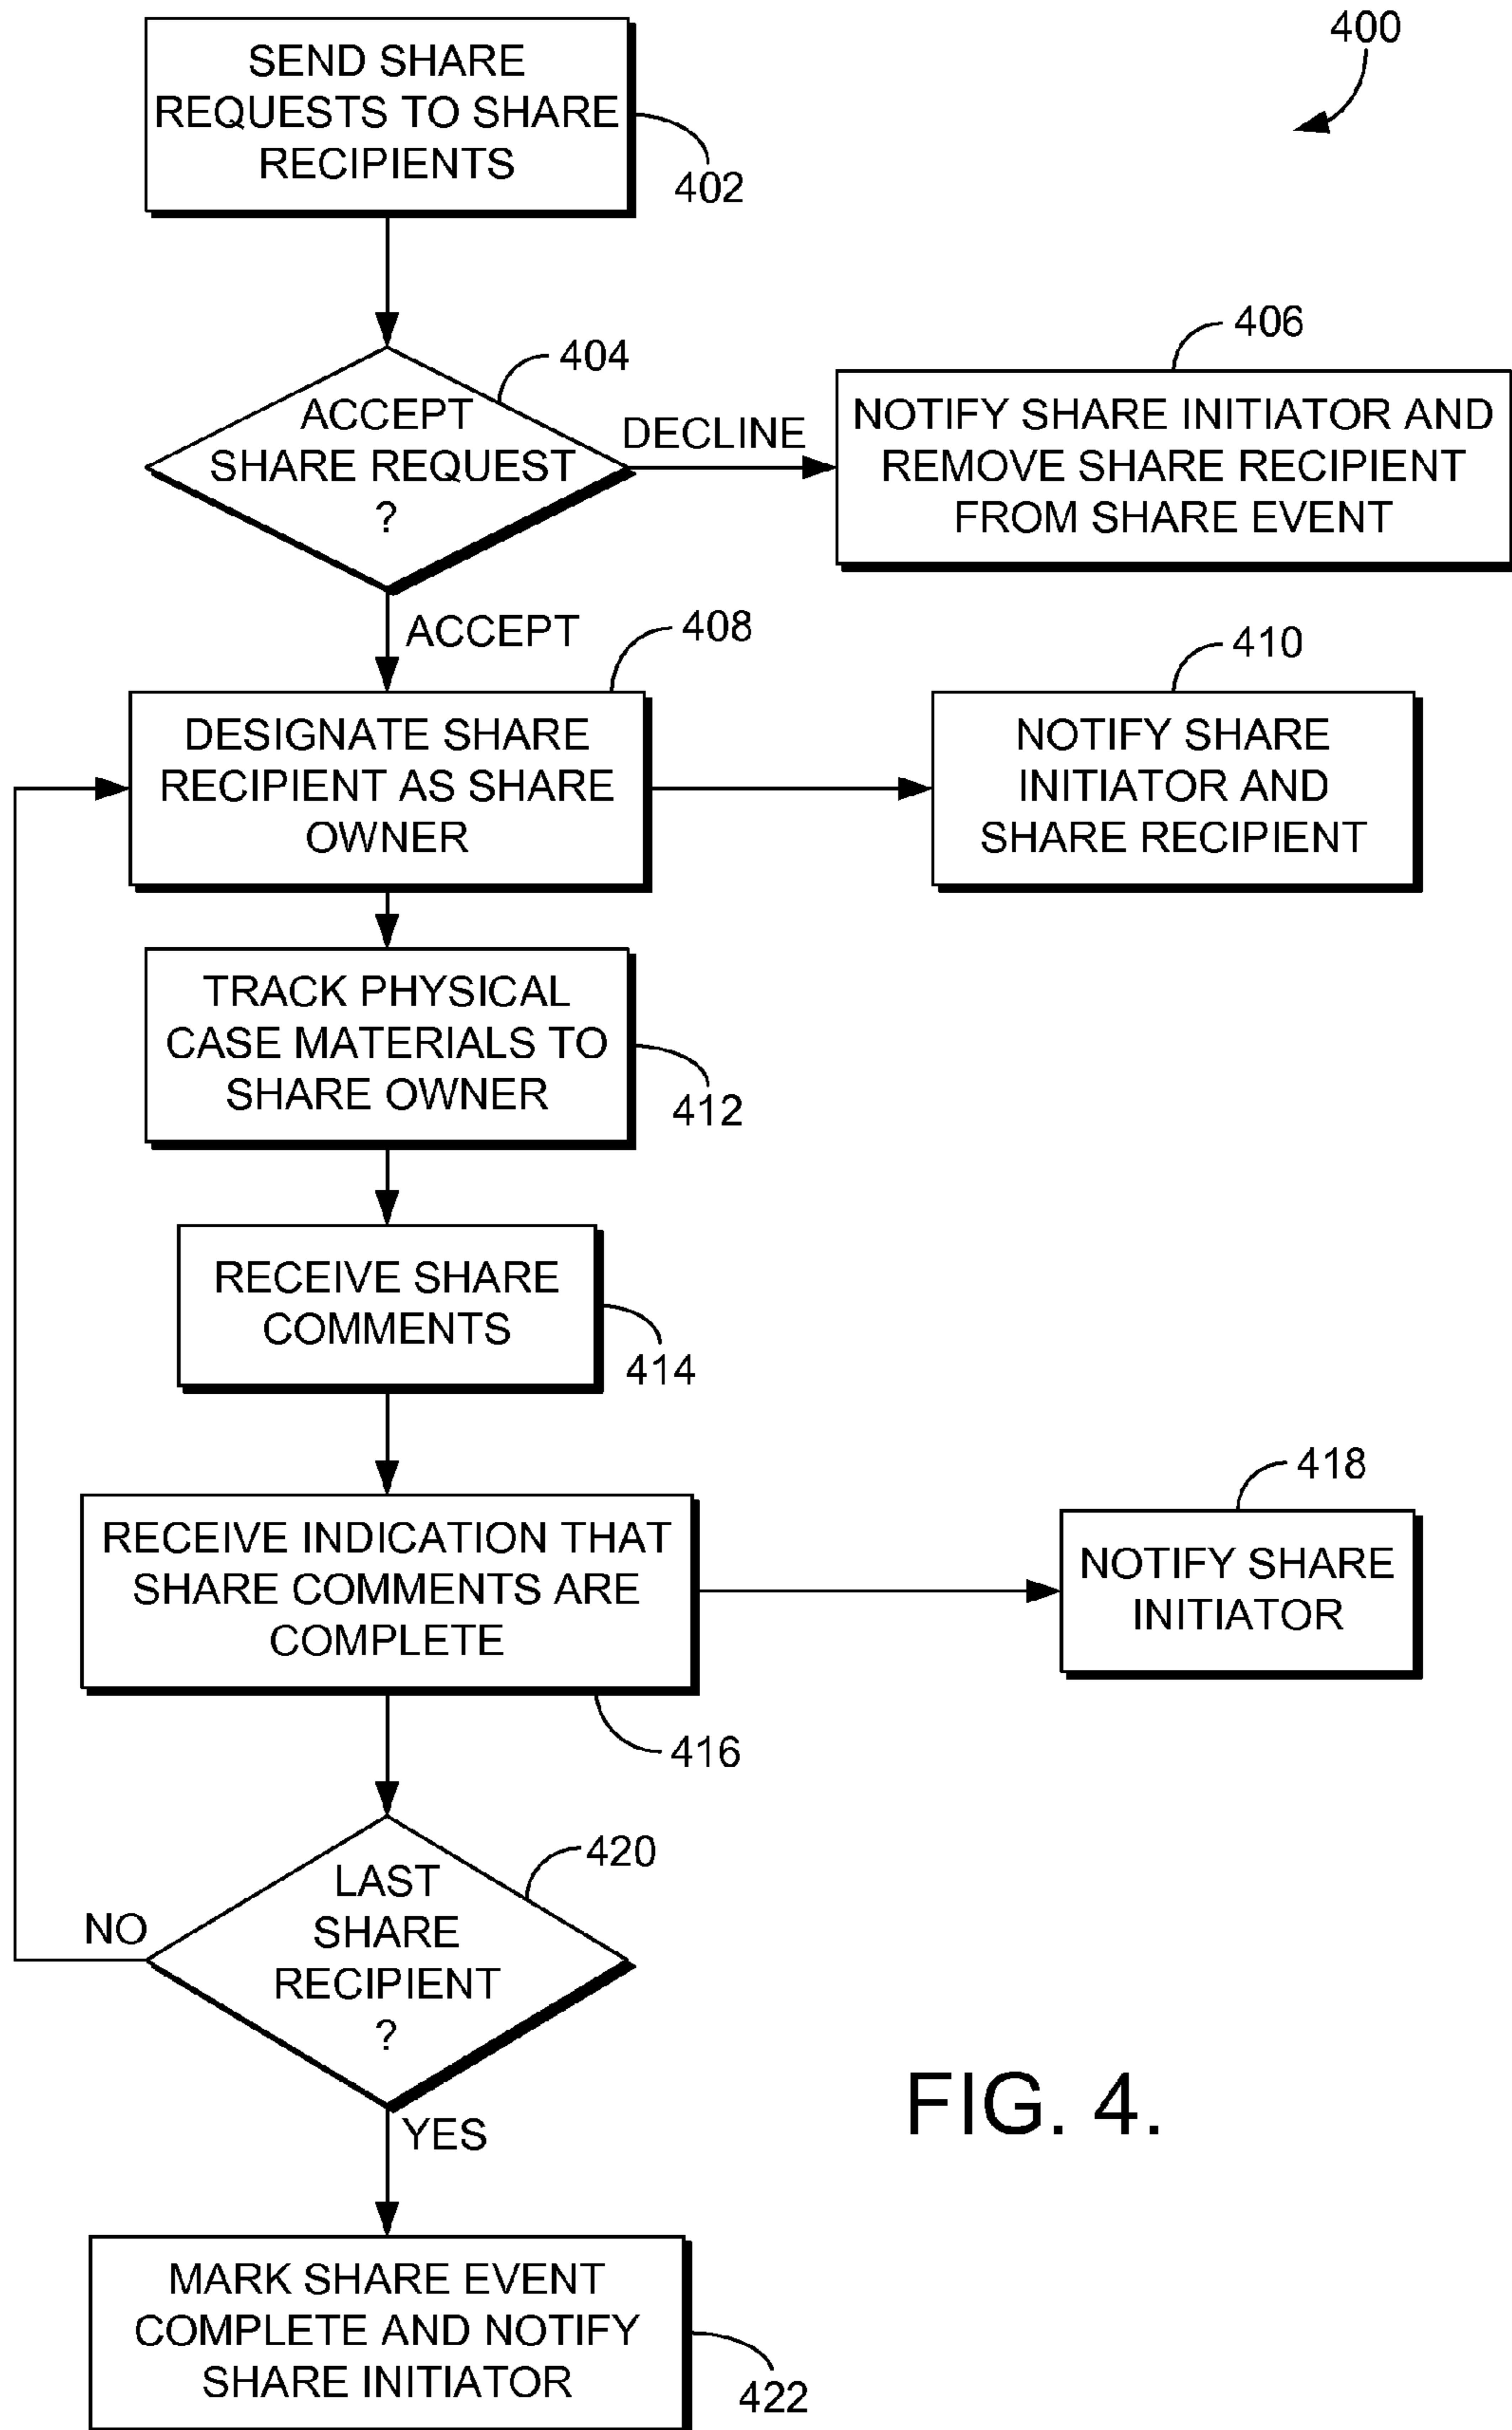 400
SEND SHARE
REQUESTS TO SHARE
RECIPIENTS
402
404
ACCEPT
SHARE REQUEST
?
DECLINE
406
NOTIFY SHARE INITIATOR AND
REMOVE SHARE RECIPIENT
FROM SHARE EVENT
ACCEPT
408
DESIGNATE SHARE
RECIPIENT AS SHARE
OWNER
410
NOTIFY SHARE
INITIATOR AND
SHARE RECIPIENT
TRACK PHYSICAL
CASE MATERIALS TO
SHARE OWNER
412
RECEIVE SHARE
COMMENTS
414
RECEIVE INDICATION THAT
SHARE COMMENTS ARE
COMPLETE
416
418
NOTIFY SHARE
INITIATOR
420
LAST
SHARE
RECIPIENT
?
NO
YES
MARK SHARE EVENT
COMPLETE AND NOTIFY
SHARE INITIATOR
422
FIG. 4.